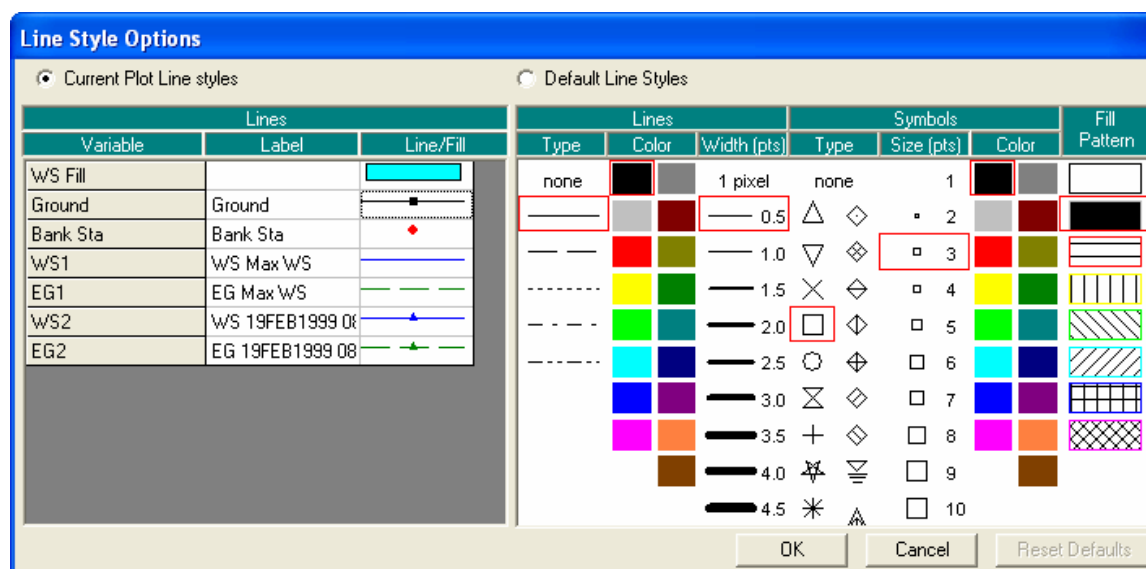 Line Style Options
Current Plot Line styles
Default Line Styles
Lines
Variable Label Line/Fill
WS Fill
Ground Ground
Bank Sta Bank Sta
WS1 WS Max WS
EG1 EG Max WS
WS2 WS 19FEB1999 08
EG2 EG 19FEB1999 08
Lines Symbols Fill Pattern
Type Color Width (pts) Type Size (pts) Color
none 1 pixel none 1
0.5 2
1.0 3
1.5 4
2.0 5
2.5 6
3.0 7
3.5 8
4.0 9
4.5 10
OK Cancel Reset Defaults